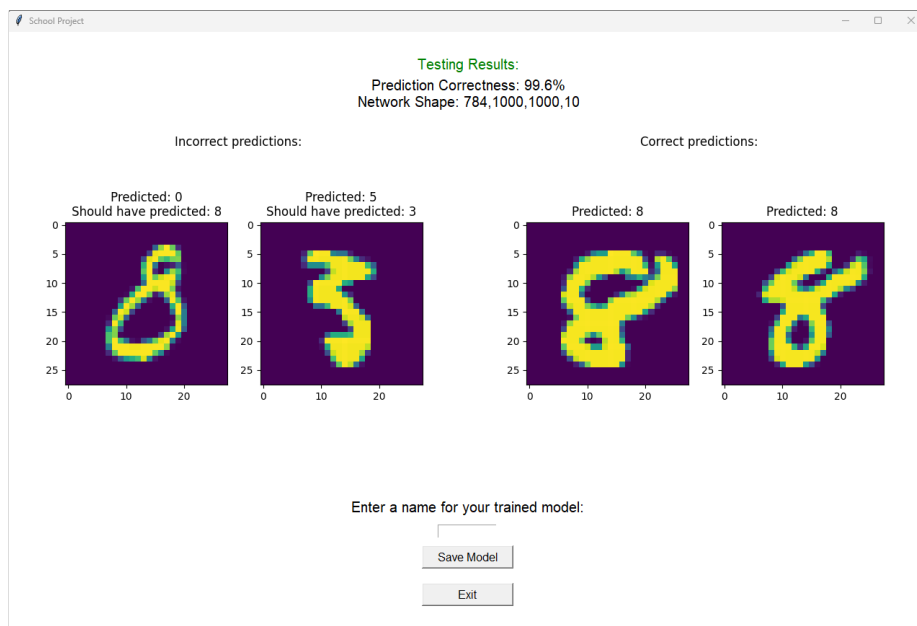 School Project
Testing Results:
Prediction Correctness: 99.6%
Network Shape: 784,1000,1000,10
Incorrect predictions:
Correct predictions:
Predicted: 0
Should have predicted: 8
Predicted: 5
Should have predicted: 3
Predicted: 8
Predicted: 8
0
5
10
15
20
25
0 10 20
0
5
10
15
20
25
0 10 20
0
5
10
15
20
25
0 10 20
0
5
10
15
20
25
0 10 20
Enter a name for your trained model:
Save Model
Exit